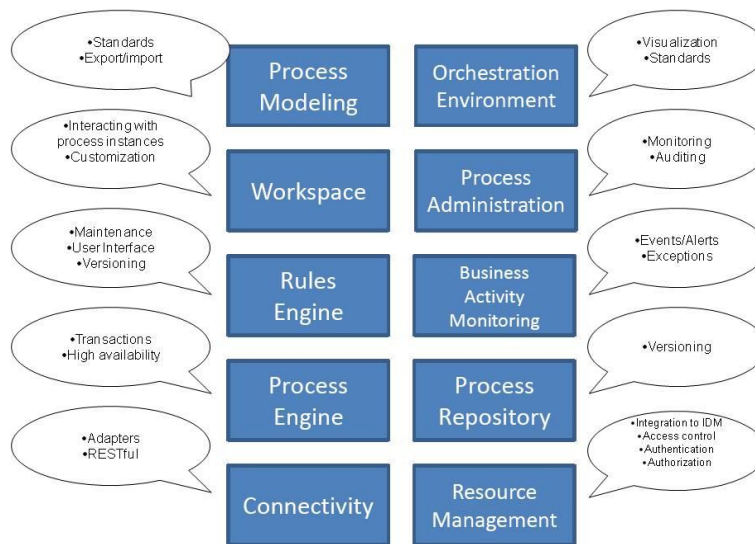 •Standards
•Export/import
Process
Modeling
Orchestration
Environment
•Visualization
•Standards
•Interacting with
process instances
•Customization
Workspace
Process
Administration
•Monitoring
•Auditing
•Maintenance
•User Interface
•Versioning
Rules
Engine
Business
Activity
Monitoring
•Events/Alerts
•Exceptions
•Transactions
•High availability
Process
Engine
Process
Repository
•Versioning
•Adapters
•RESTful
Connectivity
Resource
Management
•Integration to IDM
•Access control
•Authentication
•Authorization